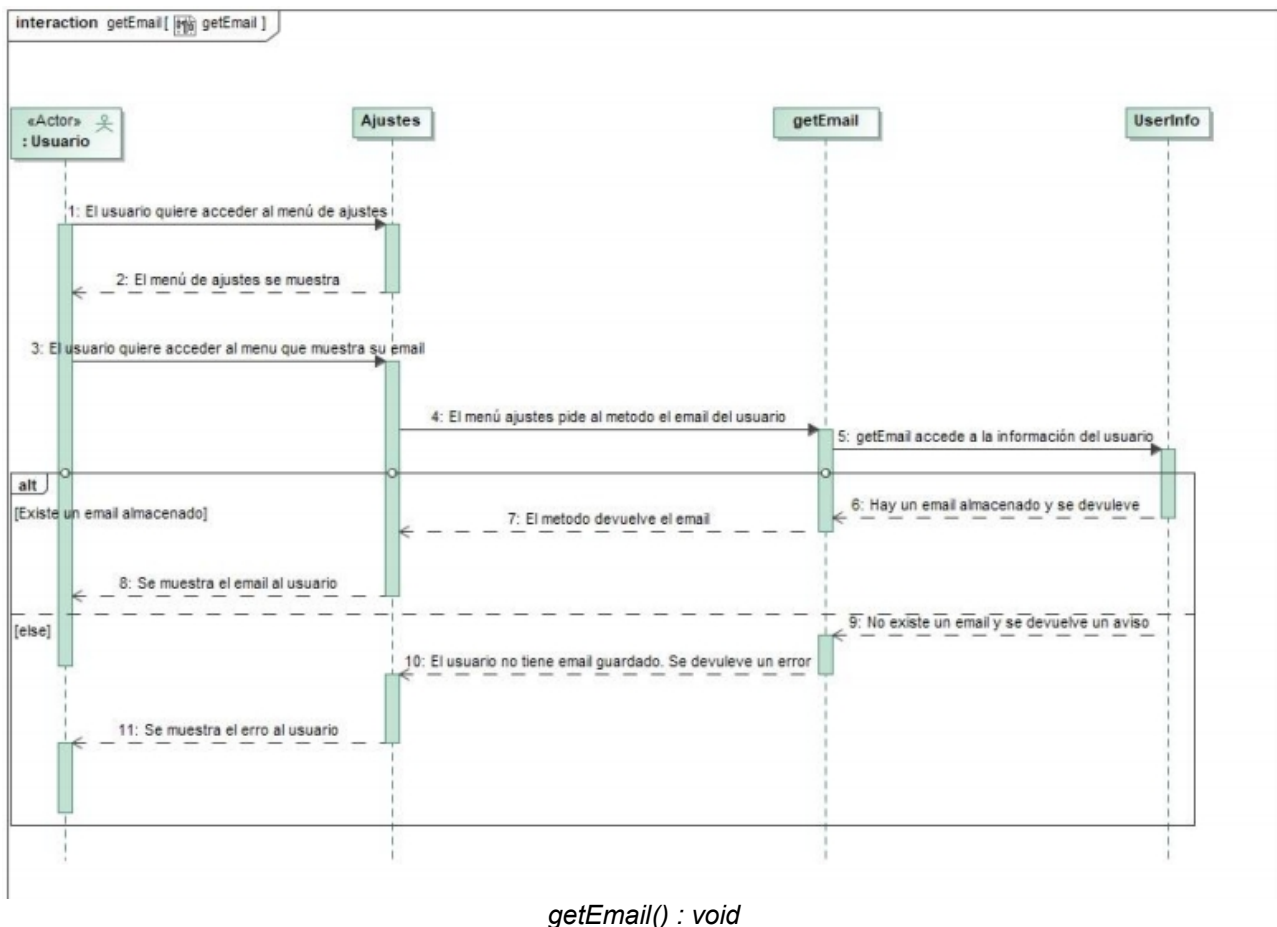 interaction getEmail[ getEmail ]
«Actor»
: Usuario
Ajustes
getEmail
UserInfo
1: El usuario quiere acceder al menú de ajustes
2: El menú de ajustes se muestra
3: El usuario quiere acceder al menu que muestra su email
4: El menú ajustes pide al metodo el email del usuario
5: getEmail accede a la información del usuario
alt
[Existe un email almacenado]
6: Hay un email almacenado y se devuleve
7: El metodo devuelve el email
8: Se muestra el email al usuario
[else]
9: No existe un email y se devuelve un aviso
10: El usuario no tiene email guardado. Se devuleve un error
11: Se muestra el erro al usuario
getEmail() : void